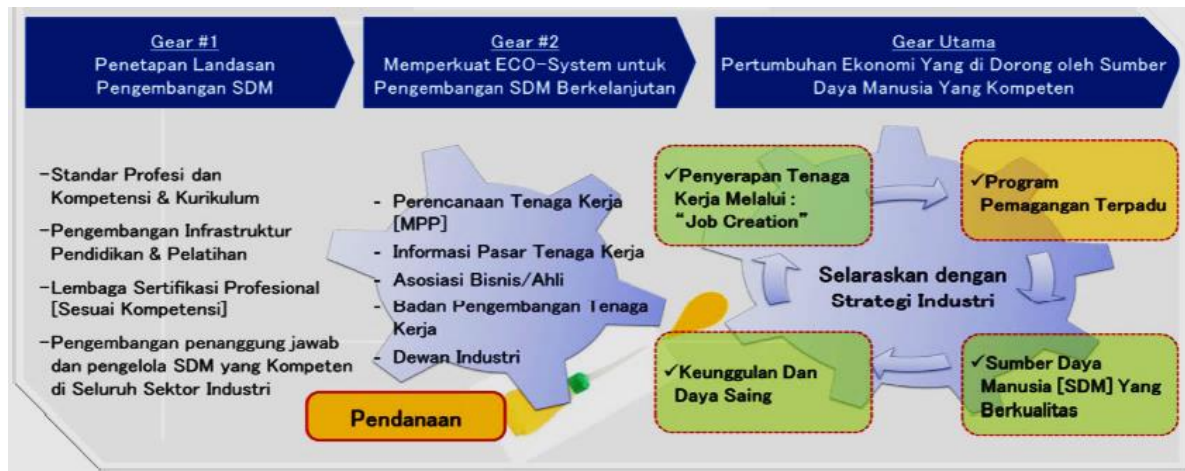 Gear #1
Penetapan Landasan
Pengembangan SDM
Gear #2
Memperkuat ECO-System untuk
Pengembangan SDM Berkelanjutan
Gear Utama
Pertumbuhan Ekonomi Yang di Dorong oleh Sumber
Daya Manusia Yang Kompeten
-Standar Profesi dan
Kompetensi & Kurikulum
-Pengembangan Infrastruktur
Pendidikan & Pelatihan
-Lembaga Sertifikasi Profesional
[Sesuai Kompetensi]
-Pengembangan penanggung jawab
dan pengelola SDM yang Kompeten
di Seluruh Sektor Industri
- Perencanaan Tenaga Kerja
[MPP]
- Informasi Pasar Tenaga Kerja
- Asosiasi Bisnis/Ahli
- Badan Pengembangan Tenaga
Kerja
- Dewan Industri
Pendanaan
✓Penyerapan Tenaga
Kerja Melalui :
“Job Creation”
✓Program
Pemagangan Terpadu
Selaraskan dengan
Strategi Industri
✓Keunggulan Dan
Daya Saing
✓Sumber Daya
Manusia [SDM] Yang
Berkualitas